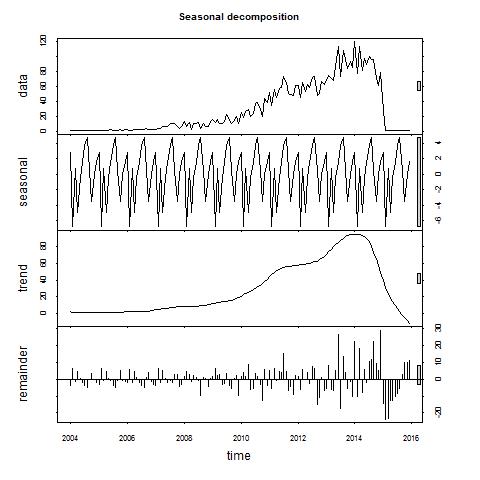 Seasonal decomposition
data
0 20 40 60 80 120
seasonal
-6 -4 -2 0 2 4
trend
0 20 40 60 80
remainder
-20 0 10 20 30
2004 2006 2008 2010 2012 2014 2016
time